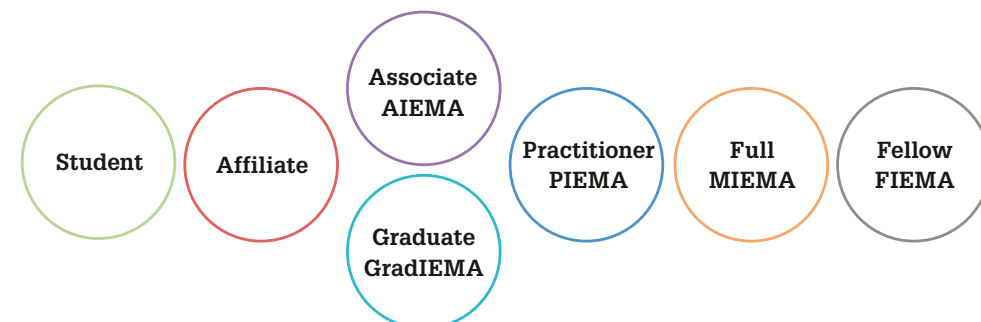 Student
Affiliate
Associate
AIEMA
Graduate
GradIEMA
Practitioner
PIEMA
Full
MIEMA
Fellow
FIEMA